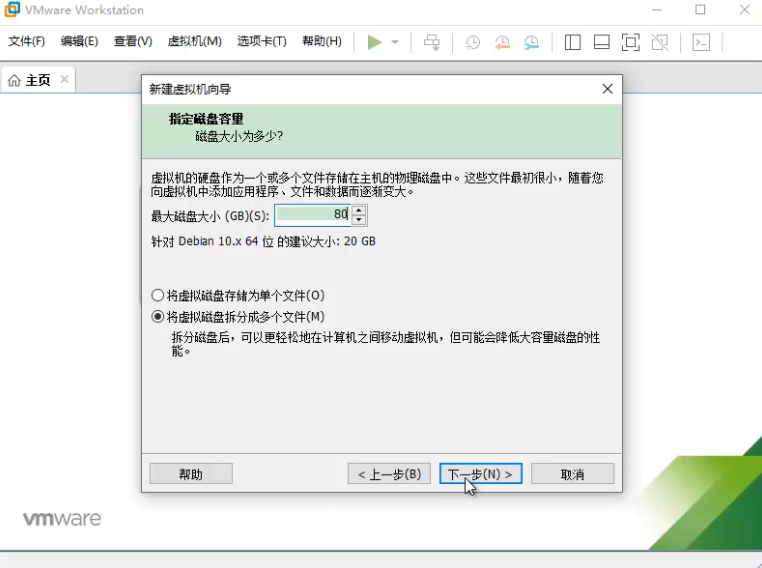 VMware Workstation
文件(F) 编辑(E) 查看(V) 虚拟机(M) 选项卡(T) 帮助(H)
主页
新建虚拟机向导
指定磁盘容量
磁盘大小为多少?
虚拟机的硬盘作为一个或多个文件存储在主机的物理磁盘中。这些文件最初很小，随着您
向虚拟机中添加应用程序、文件和数据而逐渐变大。
最大磁盘大小 (GB)(S): 80
针对 Debian 10.x 64 位 的建议大小: 20 GB
将虚拟磁盘存储为单个文件(O)
将虚拟磁盘拆分成多个文件(M)
拆分磁盘后，可以更轻松地在计算机之间移动虚拟机，但可能会降低大容量磁盘的性
能。
帮助 < 上一步(B) 下一步(N) > 取消
vmware